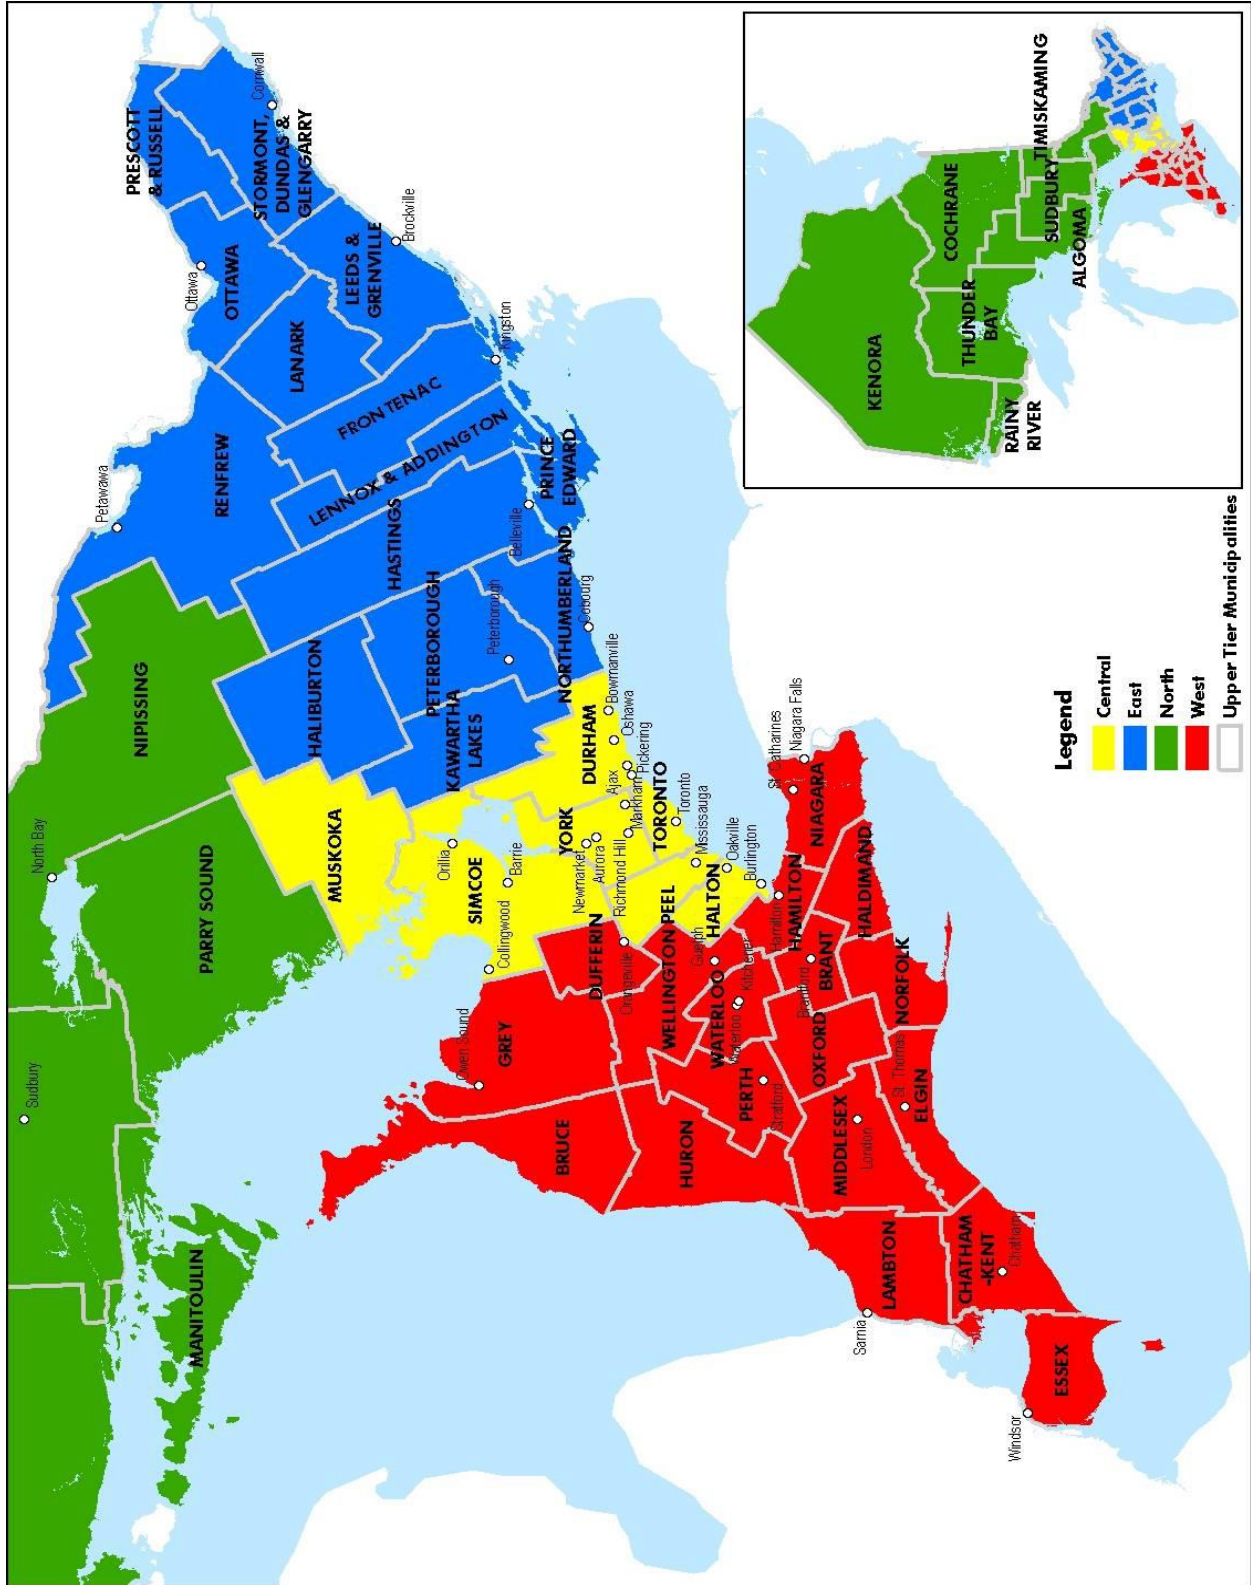 Sudbury
North Bay
PARRY SOUND
NIPISSING
MANITOULIN
MUSKOKA
HALIBURTON
Petawawa
RENFREW
Ottawa
OTTAWA
PRESCOTT
& RUSSELL
Cornwall
STORMONT,
DUNDAS &
GLENGARRY
LANARK
LEEDS &
GRENVILLE
Brockville
FRONTENAC
Kingston
LENNOX & ADDINGTON
HASTINGS
Belleville
PRINCE
EDWARD
PETERBOROUGH
Peterborough
KAWARTHA
LAKES
NORTHUMBERLAND
Cobourg
Orillia
SIMCOE
Barrie
Collingwood
YORK
Newmarket
Aurora
Richmond Hill
Markham
DURHAM
Bowmanville
Oshawa
Ajax
Pickering
TORONTO
Toronto
PEEL
Mississauga
HALTON
Oakville
Burlington
Owen Sound
GREY
BRUCE
DUFFERIN
Orangeville
WELLINGTON
Guelph
WATERLOO
Waterloo
Kitchener
HURON
PERTH
Stratford
Hamilton
HAMILTON
St. Catharines
Niagara Falls
NIAGARA
HALDIMAND
Brantford
BRANT
OXFORD
NORFOLK
MIDDLESEX
London
St. Thomas
ELGIN
Sarnia
LAMBTON
CHATHAM
-KENT
Chatham
Windsor
ESSEX
KENORA
RAINY
RIVER
THUNDER
BAY
COCHRANE
ALGOMA
SUDBURY
TIMISKAMING
Legend
Central
East
North
West
Upper Tier Municipalities